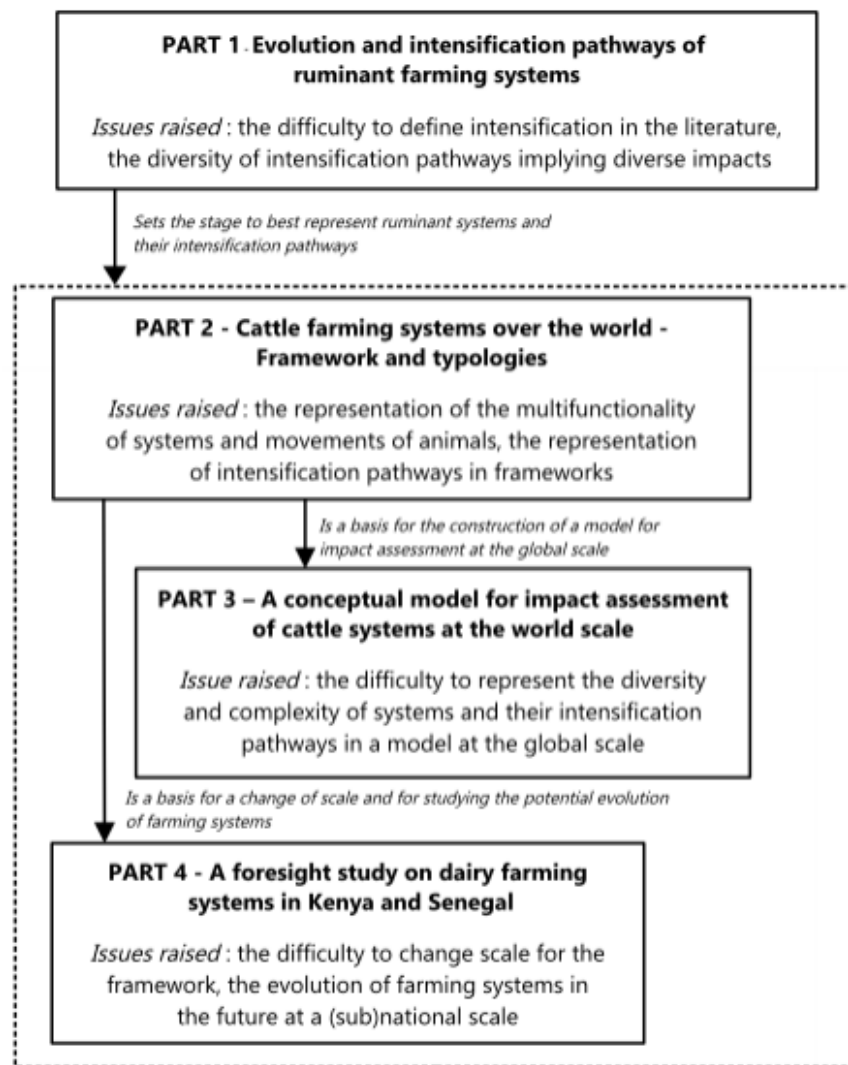 PART 1 - Evolution and intensification pathways of
ruminant farming systems
Issues raised : the difficulty to define intensification in the literature,
the diversity of intensification pathways implying diverse impacts
Sets the stage to best represent ruminant systems and
their intensification pathways
PART 2 - Cattle farming systems over the world -
Framework and typologies
Issues raised : the representation of the multifunctionality
of systems and movements of animals, the representation
of intensification pathways in frameworks
Is a basis for the construction of a model for
impact assessment at the global scale
PART 3 – A conceptual model for impact assessment
of cattle systems at the world scale
Issue raised : the difficulty to represent the diversity
and complexity of systems and their intensification
pathways in a model at the global scale
Is a basis for a change of scale and for studying the potential evolution
of farming systems
PART 4 - A foresight study on dairy farming
systems in Kenya and Senegal
Issues raised : the difficulty to change scale for the
framework, the evolution of farming systems in
the future at a (sub)national scale